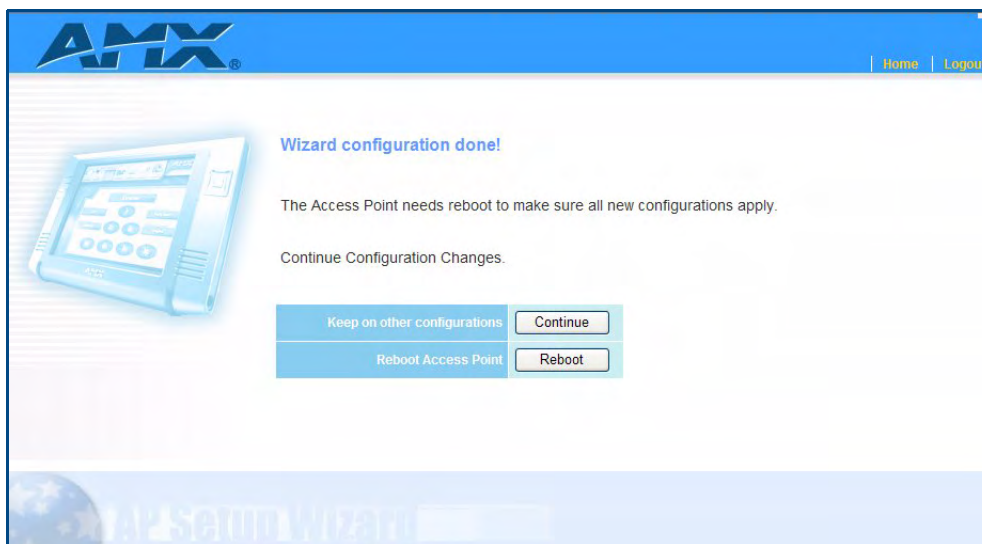 AMX®
Home
Logou
Wizard configuration done!
The Access Point needs reboot to make sure all new configurations apply.
Continue Configuration Changes.
Keep on other configurations Continue
Reboot Access Point Reboot
AP Setup Wizard